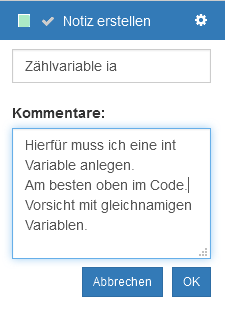 Notiz erstellen
Zählvariable ia
Kommentare:
Hierfür muss ich eine int
Variable anlegen.
Am besten oben im Code.
Vorsicht mit gleichnamigen
Variablen.
Abbrechen OK